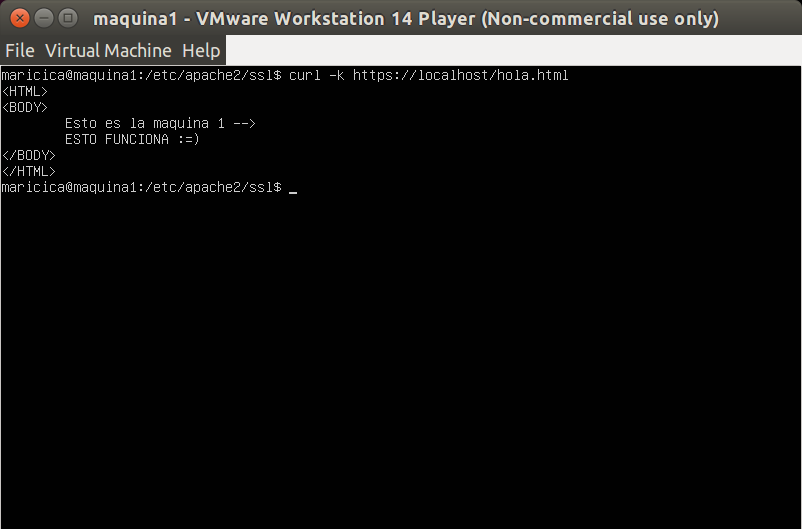 maquina1 - VMware Workstation 14 Player (Non-commercial use only)
File Virtual Machine Help
maricica@maquina1:/etc/apache2/ssl$ curl -k https://localhost/hola.html
<HTML>
<BODY>
        Esto es la maquina 1 -->
        ESTO FUNCIONA :=)
</BODY>
</HTML>
maricica@maquina1:/etc/apache2/ssl$ _